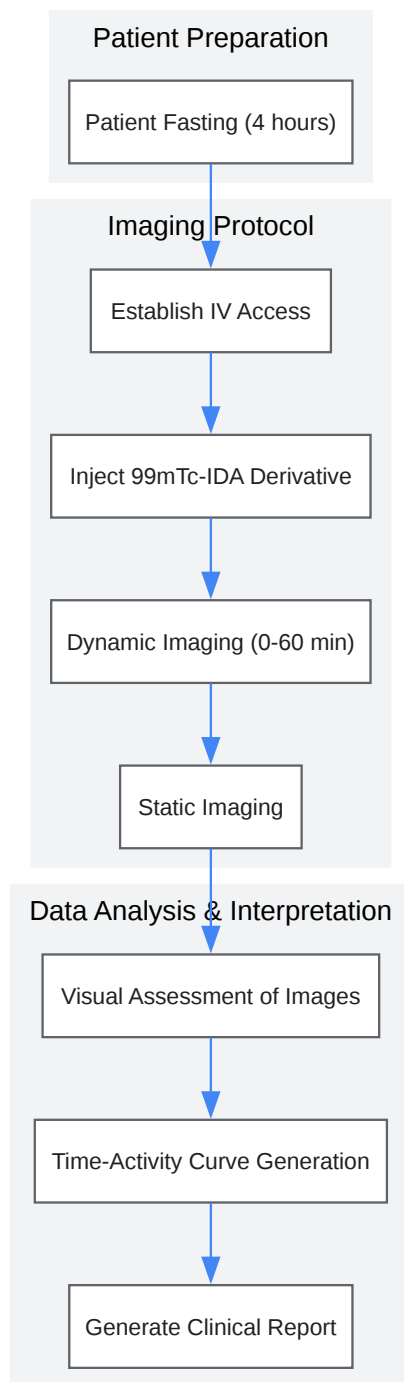 Patient Preparation
Patient Fasting (4 hours)
Imaging Protocol
Establish IV Access
Inject 99mTc-IDA Derivative
Dynamic Imaging (0-60 min)
Static Imaging
Data Analysis & Interpretation
Visual Assessment of Images
Time-Activity Curve Generation
Generate Clinical Report